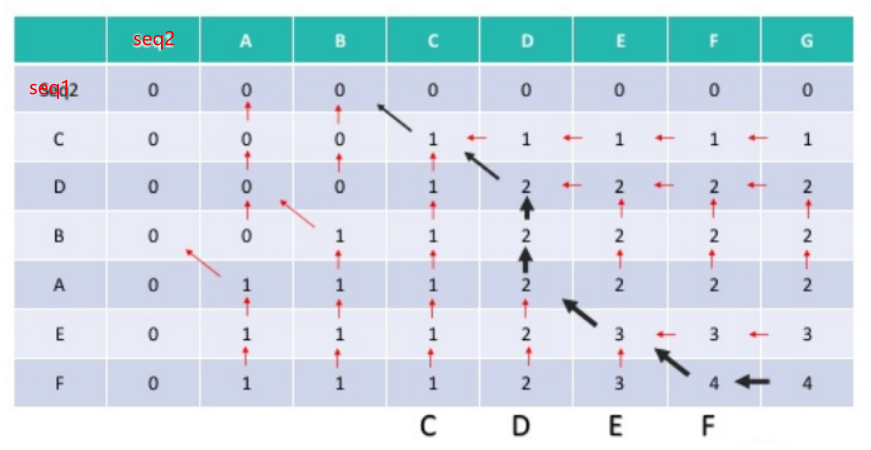 seq2 A B C D E F G
seq1 0 0 0 0 0 0 0 0
C 0 0 0 1 1 1 1 1
D 0 0 0 1 2 2 2 2
B 0 0 1 1 2 2 2 2
A 0 1 1 1 2 2 2 2
E 0 1 1 1 2 3 3 3
F 0 1 1 1 2 3 4 4
C D E F